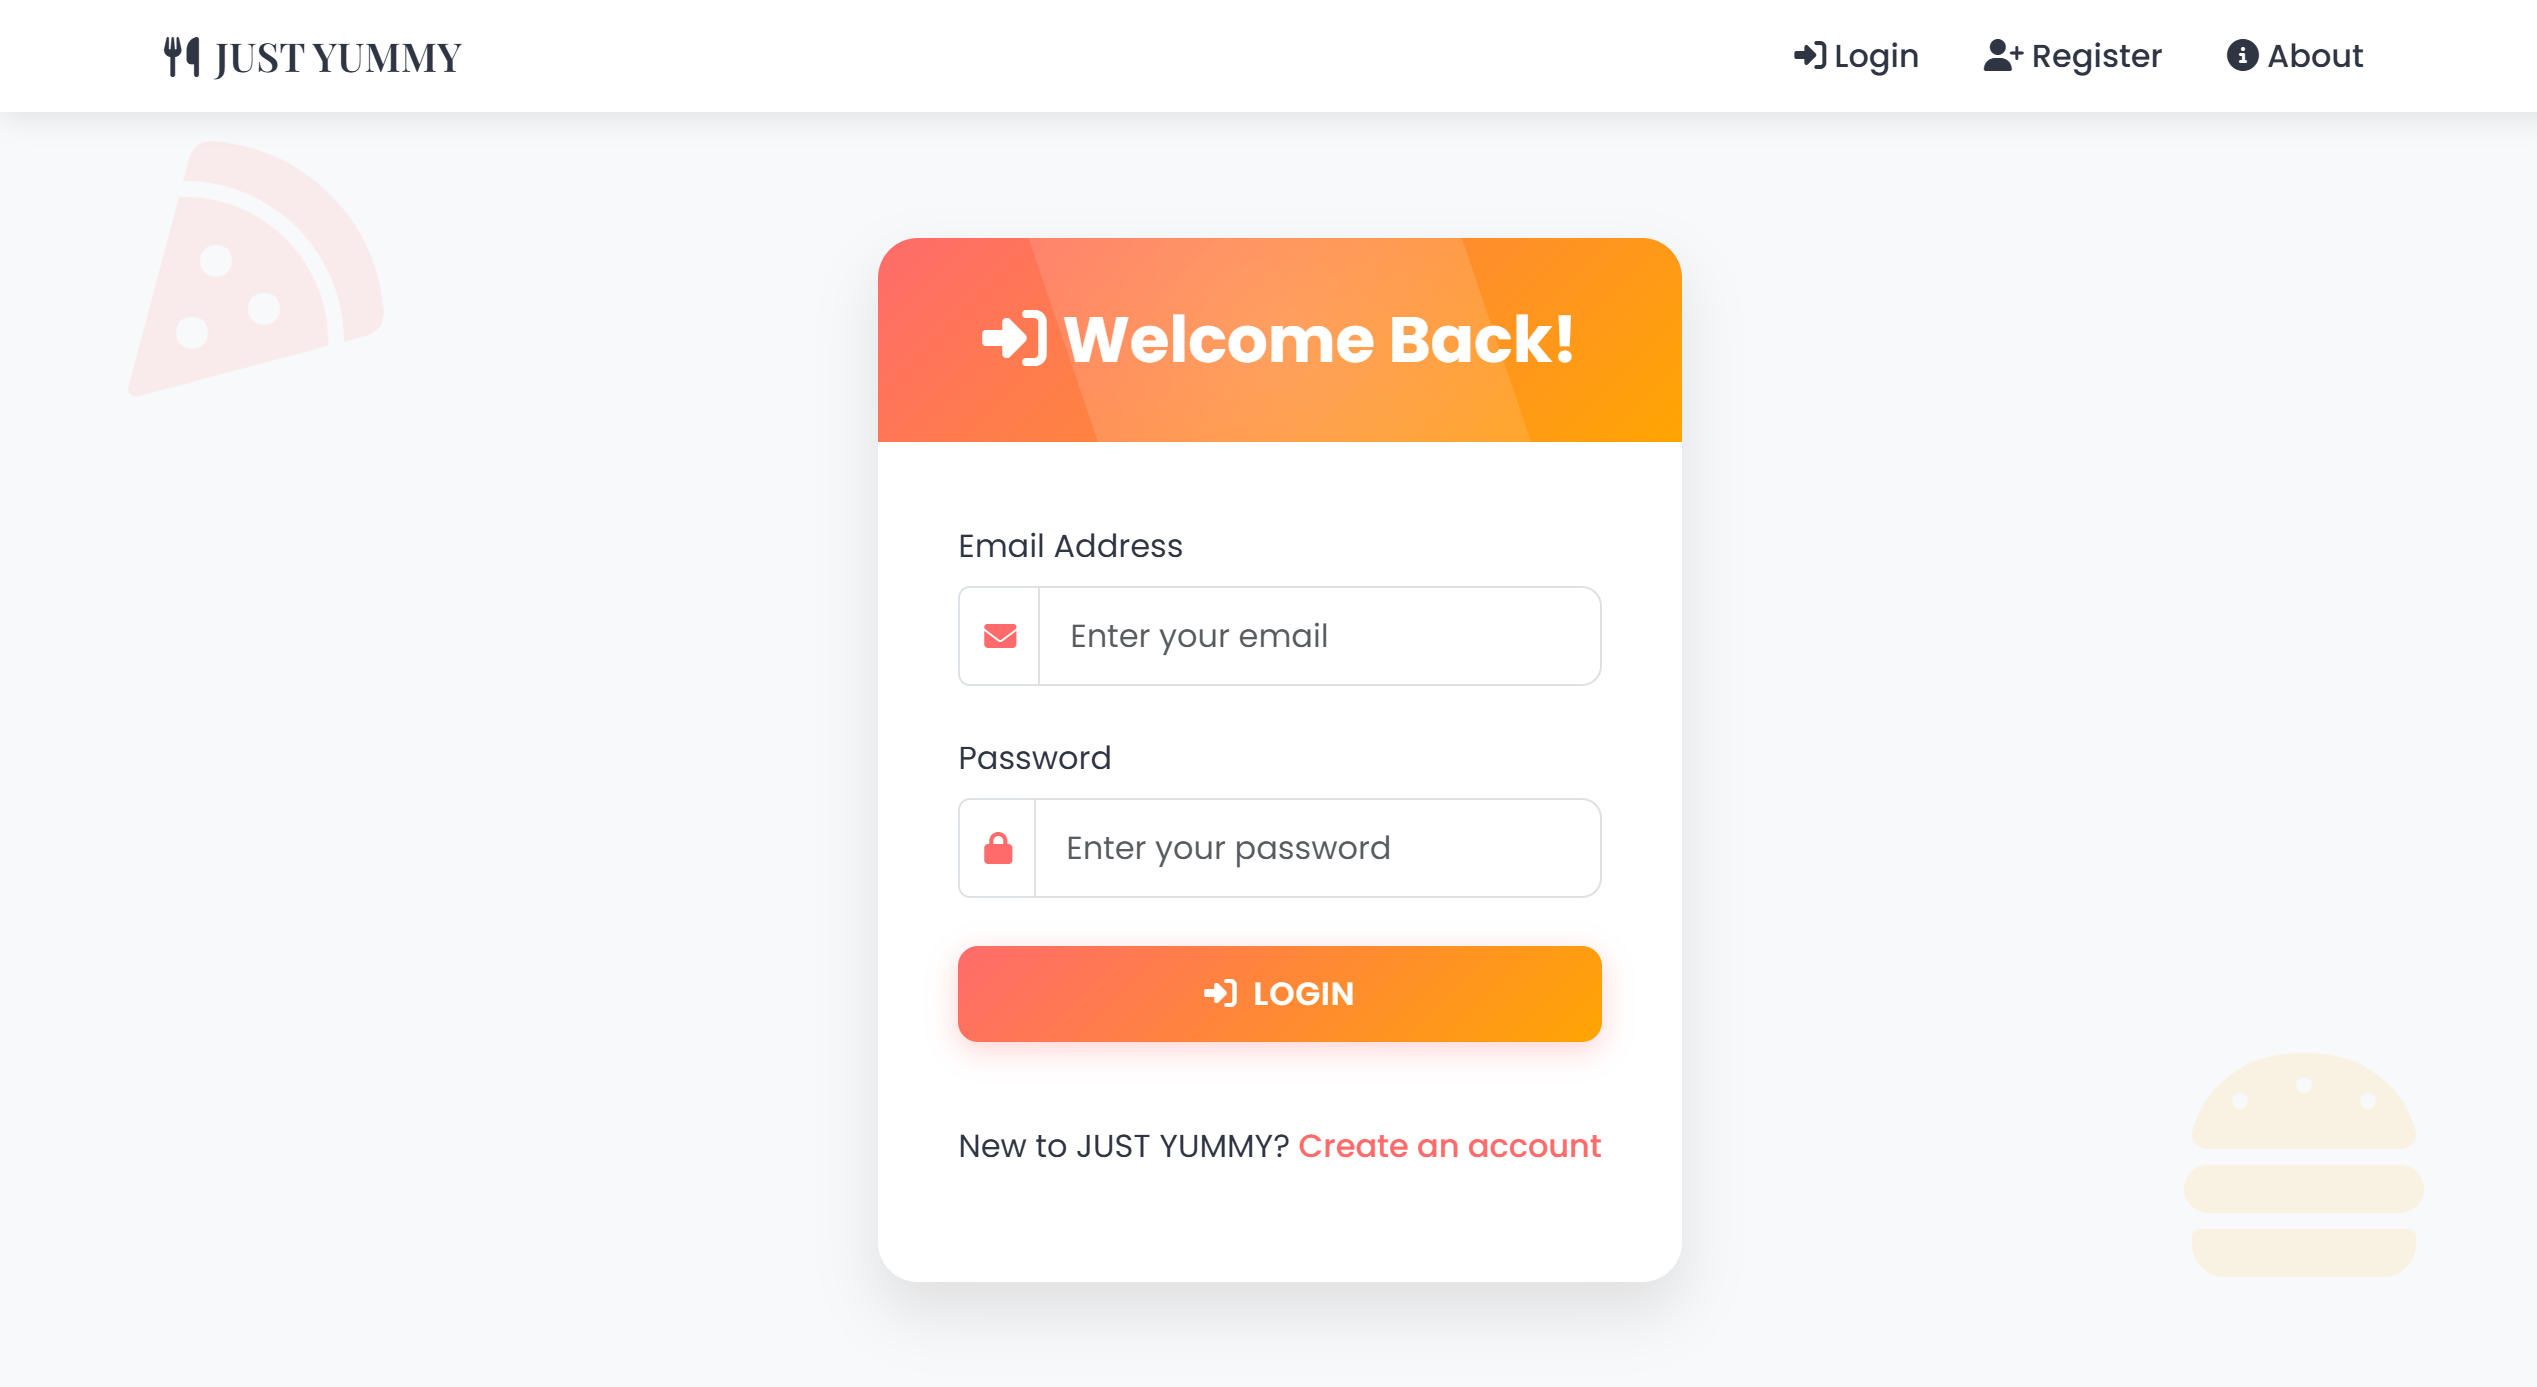 JUST YUMMY
Login
Register
About
Welcome Back!
Email Address
Enter your email
Password
Enter your password
LOGIN
New to JUST YUMMY? Create an account